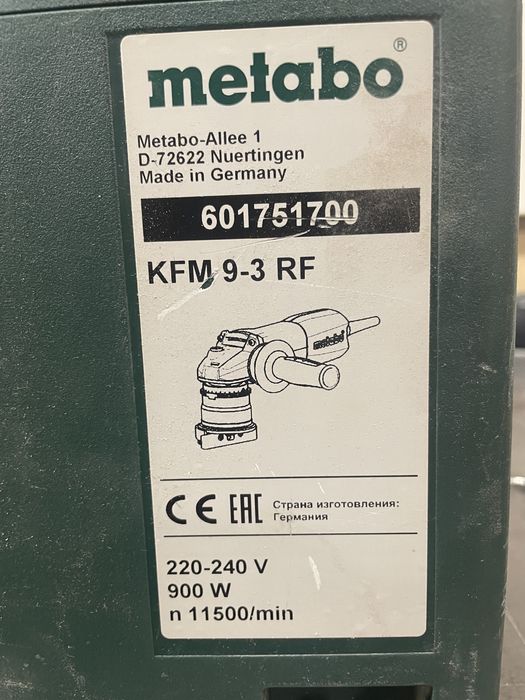 metabo®
Metabo-Allee 1
D-72622 Nuertingen
Made in Germany
601751700
KFM 9-3 RF
metabo
CE EAC Страна изготовления:
Германия
220-240 V
900 W
n 11500/min